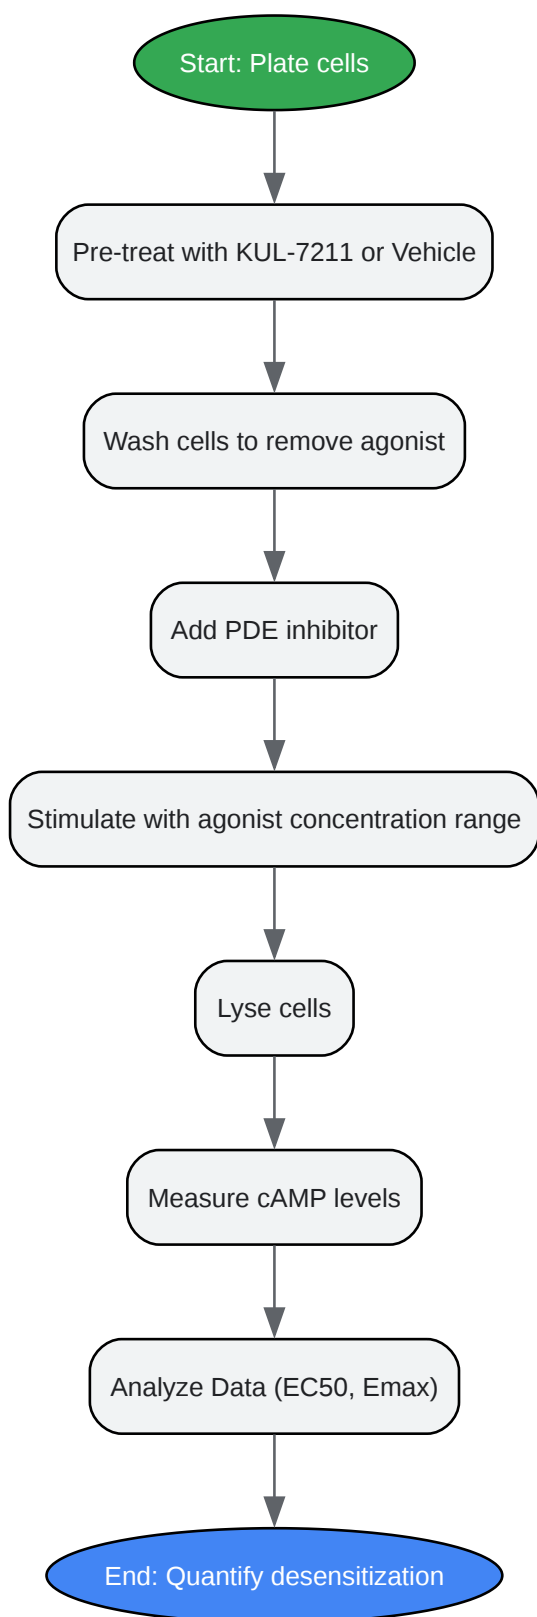 Start: Plate cells
Pre-treat with KUL-7211 or Vehicle
Wash cells to remove agonist
Add PDE inhibitor
Stimulate with agonist concentration range
Lyse cells
Measure cAMP levels
Analyze Data (EC50, Emax)
End: Quantify desensitization